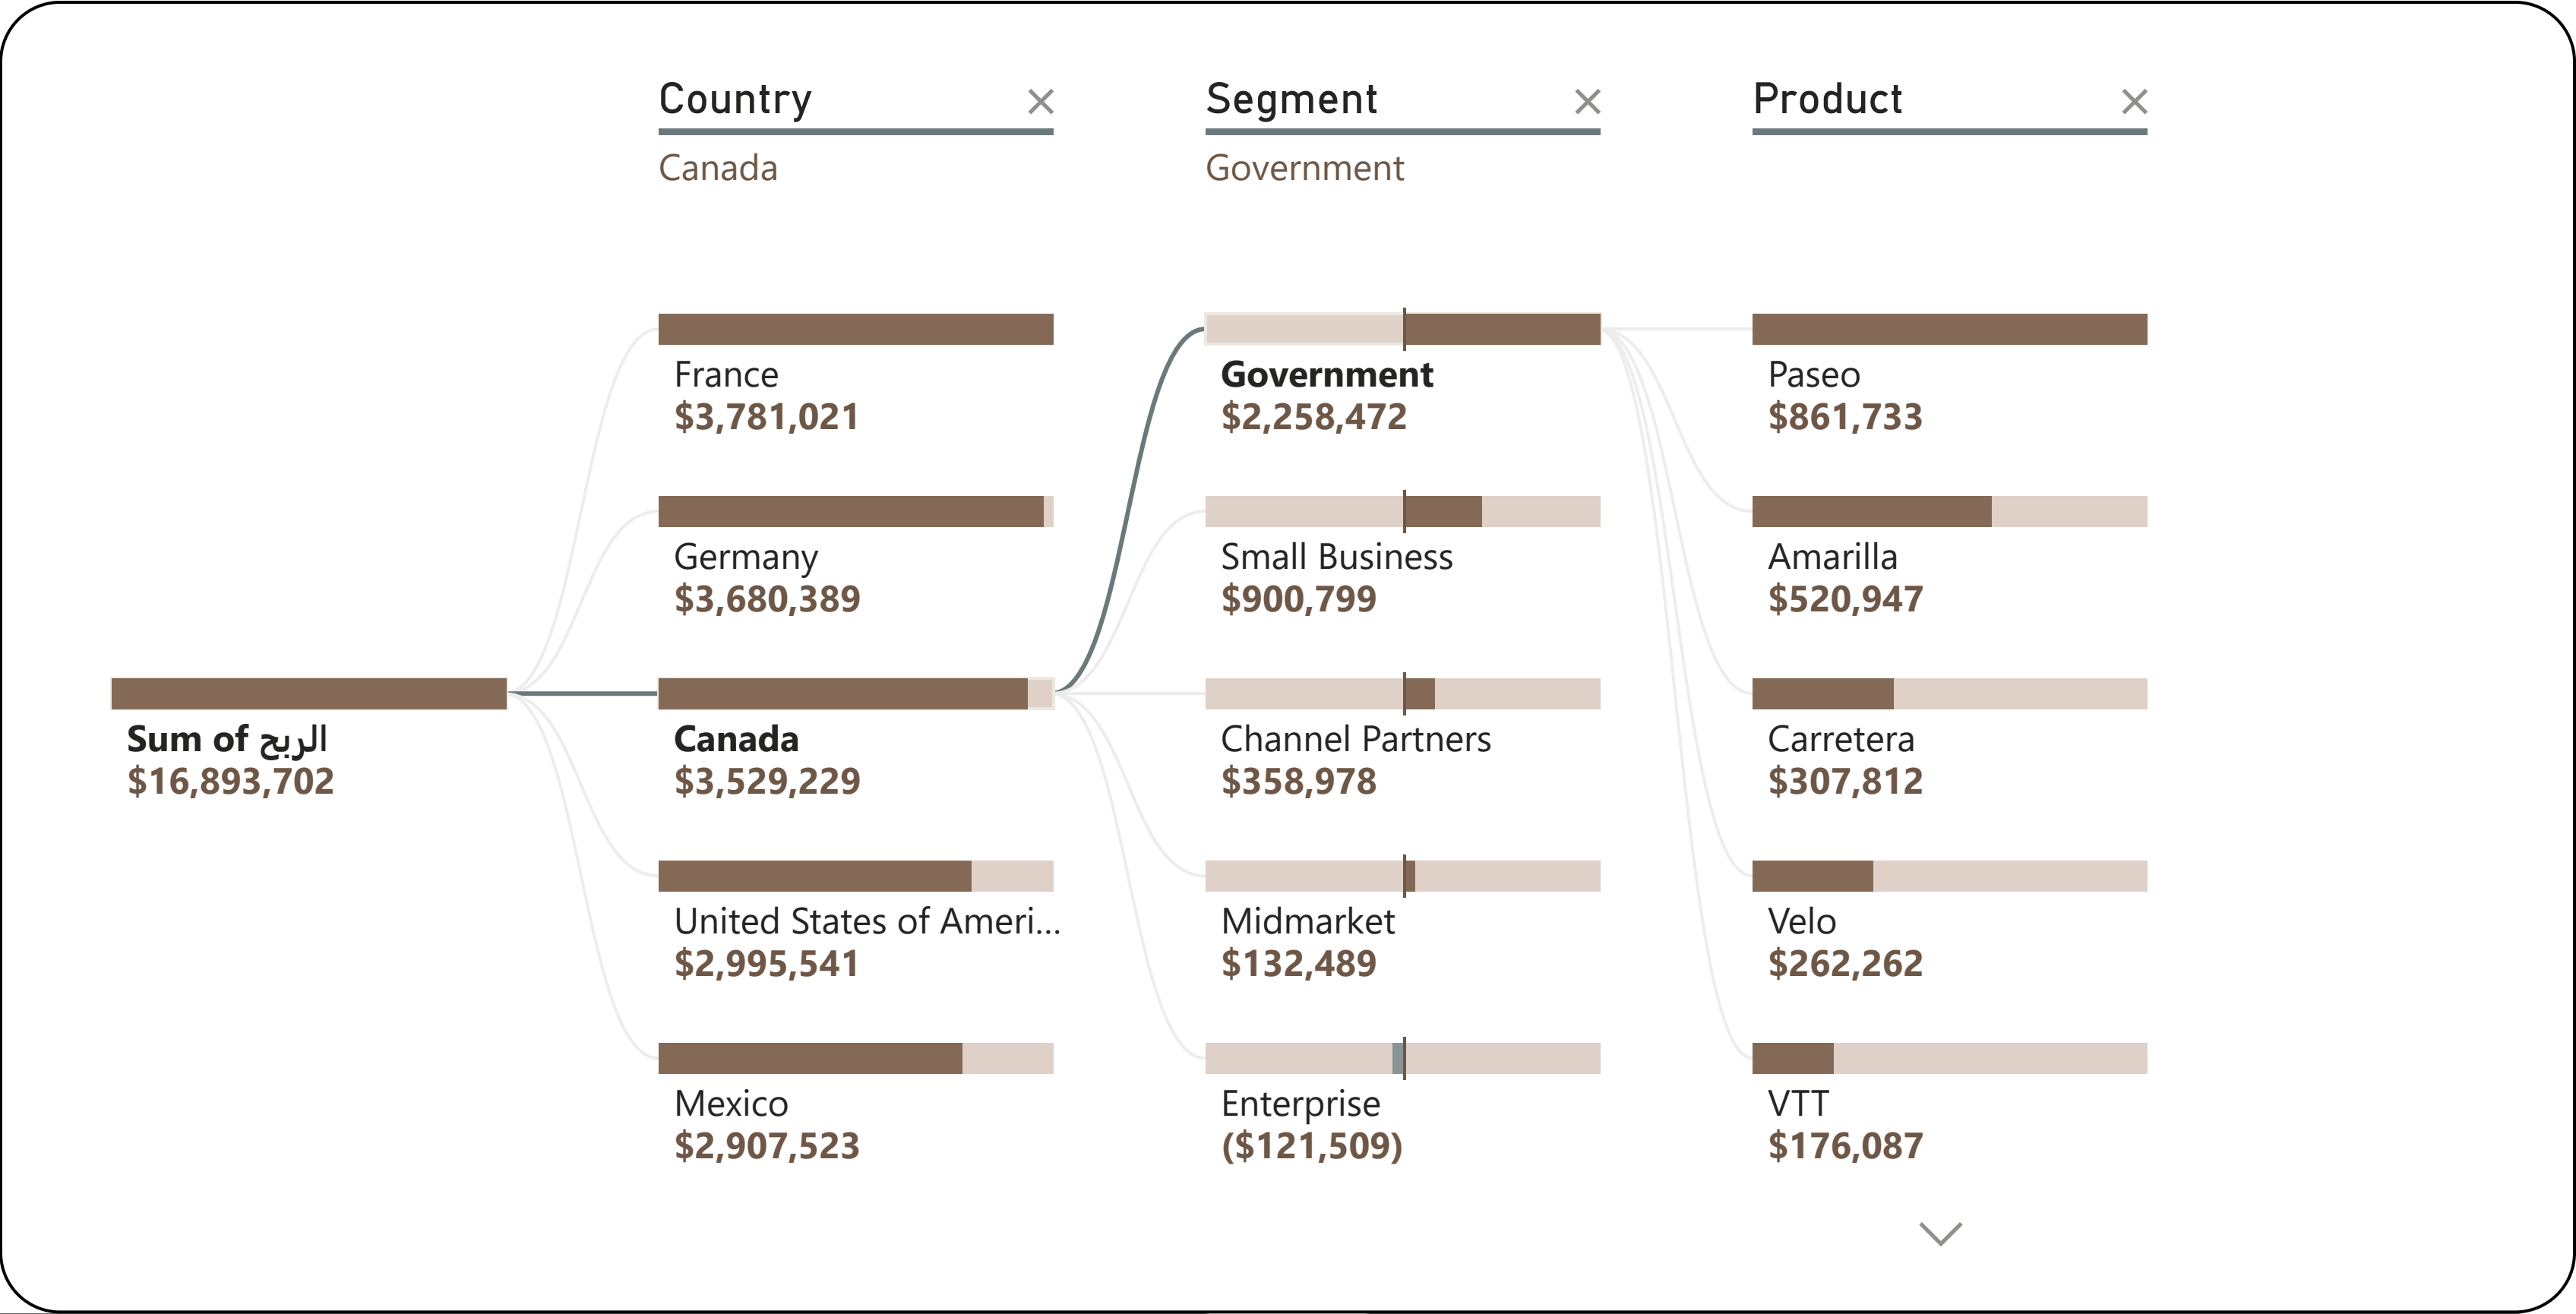 Country
Segment
Product
Canada
Government
Sum of الربح
$16,893,702
France
$3,781,021
Germany
$3,680,389
Canada
$3,529,229
United States of Ameri...
$2,995,541
Mexico
$2,907,523
Government
$2,258,472
Small Business
$900,799
Channel Partners
$358,978
Midmarket
$132,489
Enterprise
($121,509)
Paseo
$861,733
Amarilla
$520,947
Carretera
$307,812
Velo
$262,262
VTT
$176,087